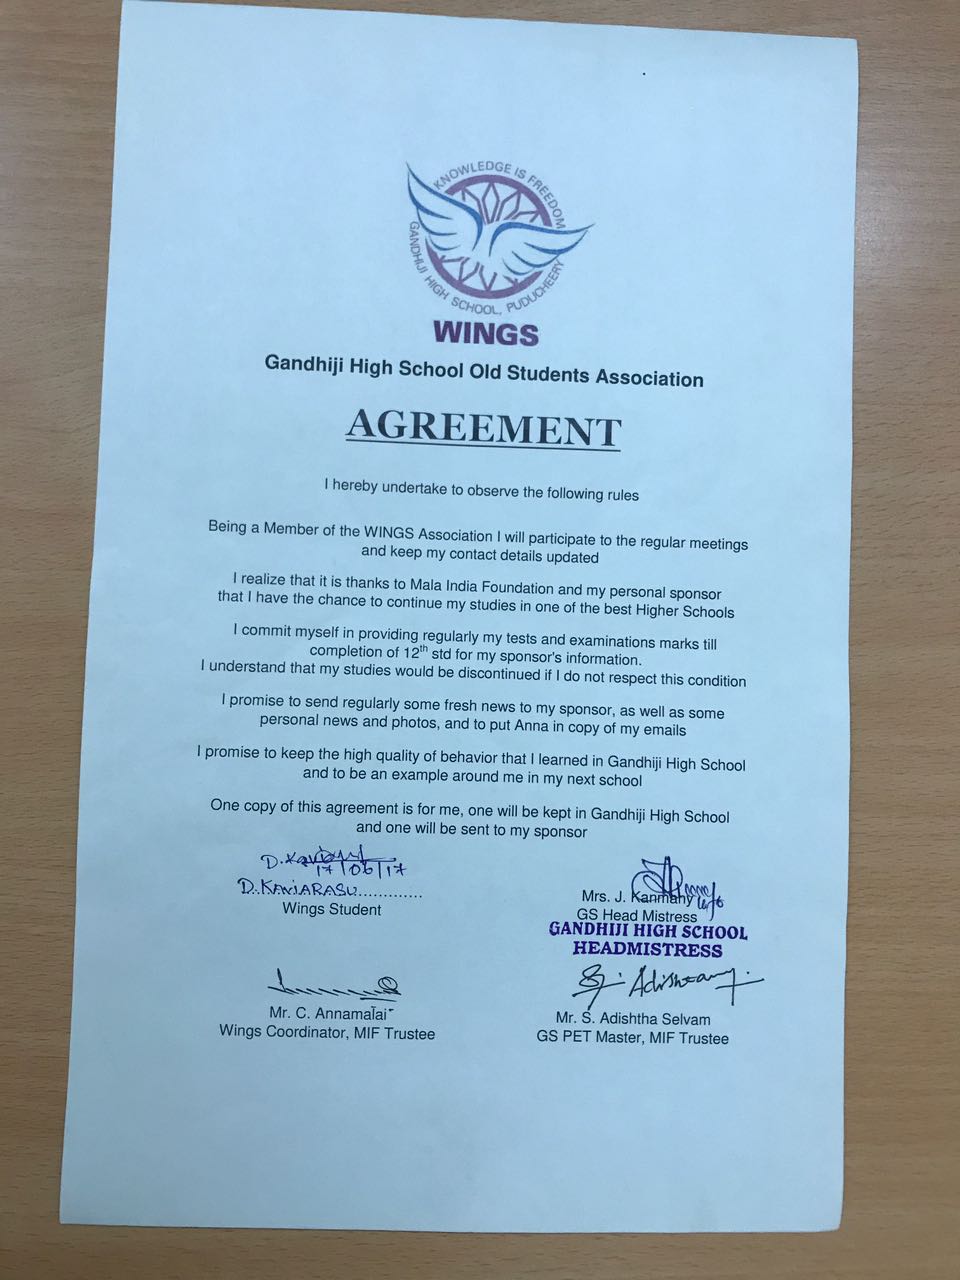 KNOWLEDGE IS FREEDOM
GANDHIJI HIGH SCHOOL, PUDUCHEERY
WINGS
Gandhiji High School Old Students Association
AGREEMENT
I hereby undertake to observe the following rules
Being a Member of the WINGS Association I will participate to the regular meetings
and keep my contact details updated
I realize that it is thanks to Mala India Foundation and my personal sponsor
that I have the chance to continue my studies in one of the best Higher Schools
I commit myself in providing regularly my tests and examinations marks till
completion of 12th std for my sponsor's information.
I understand that my studies would be discontinued if I do not respect this condition
I promise to send regularly some fresh news to my sponsor, as well as some
personal news and photos, and to put Anna in copy of my emails
I promise to keep the high quality of behavior that I learned in Gandhiji High School
and to be an example around me in my next school
One copy of this agreement is for me, one will be kept in Gandhiji High School
and one will be sent to my sponsor
17/06/17
D. KAVIARASU..............
Wings Student
Mrs. J. Kanmany
GS Head Mistress
GANDHIJI HIGH SCHOOL
HEADMISTRESS
Mr. C. Annamalai
Wings Coordinator, MIF Trustee
Mr. S. Adishtha Selvam
GS PET Master, MIF Trustee